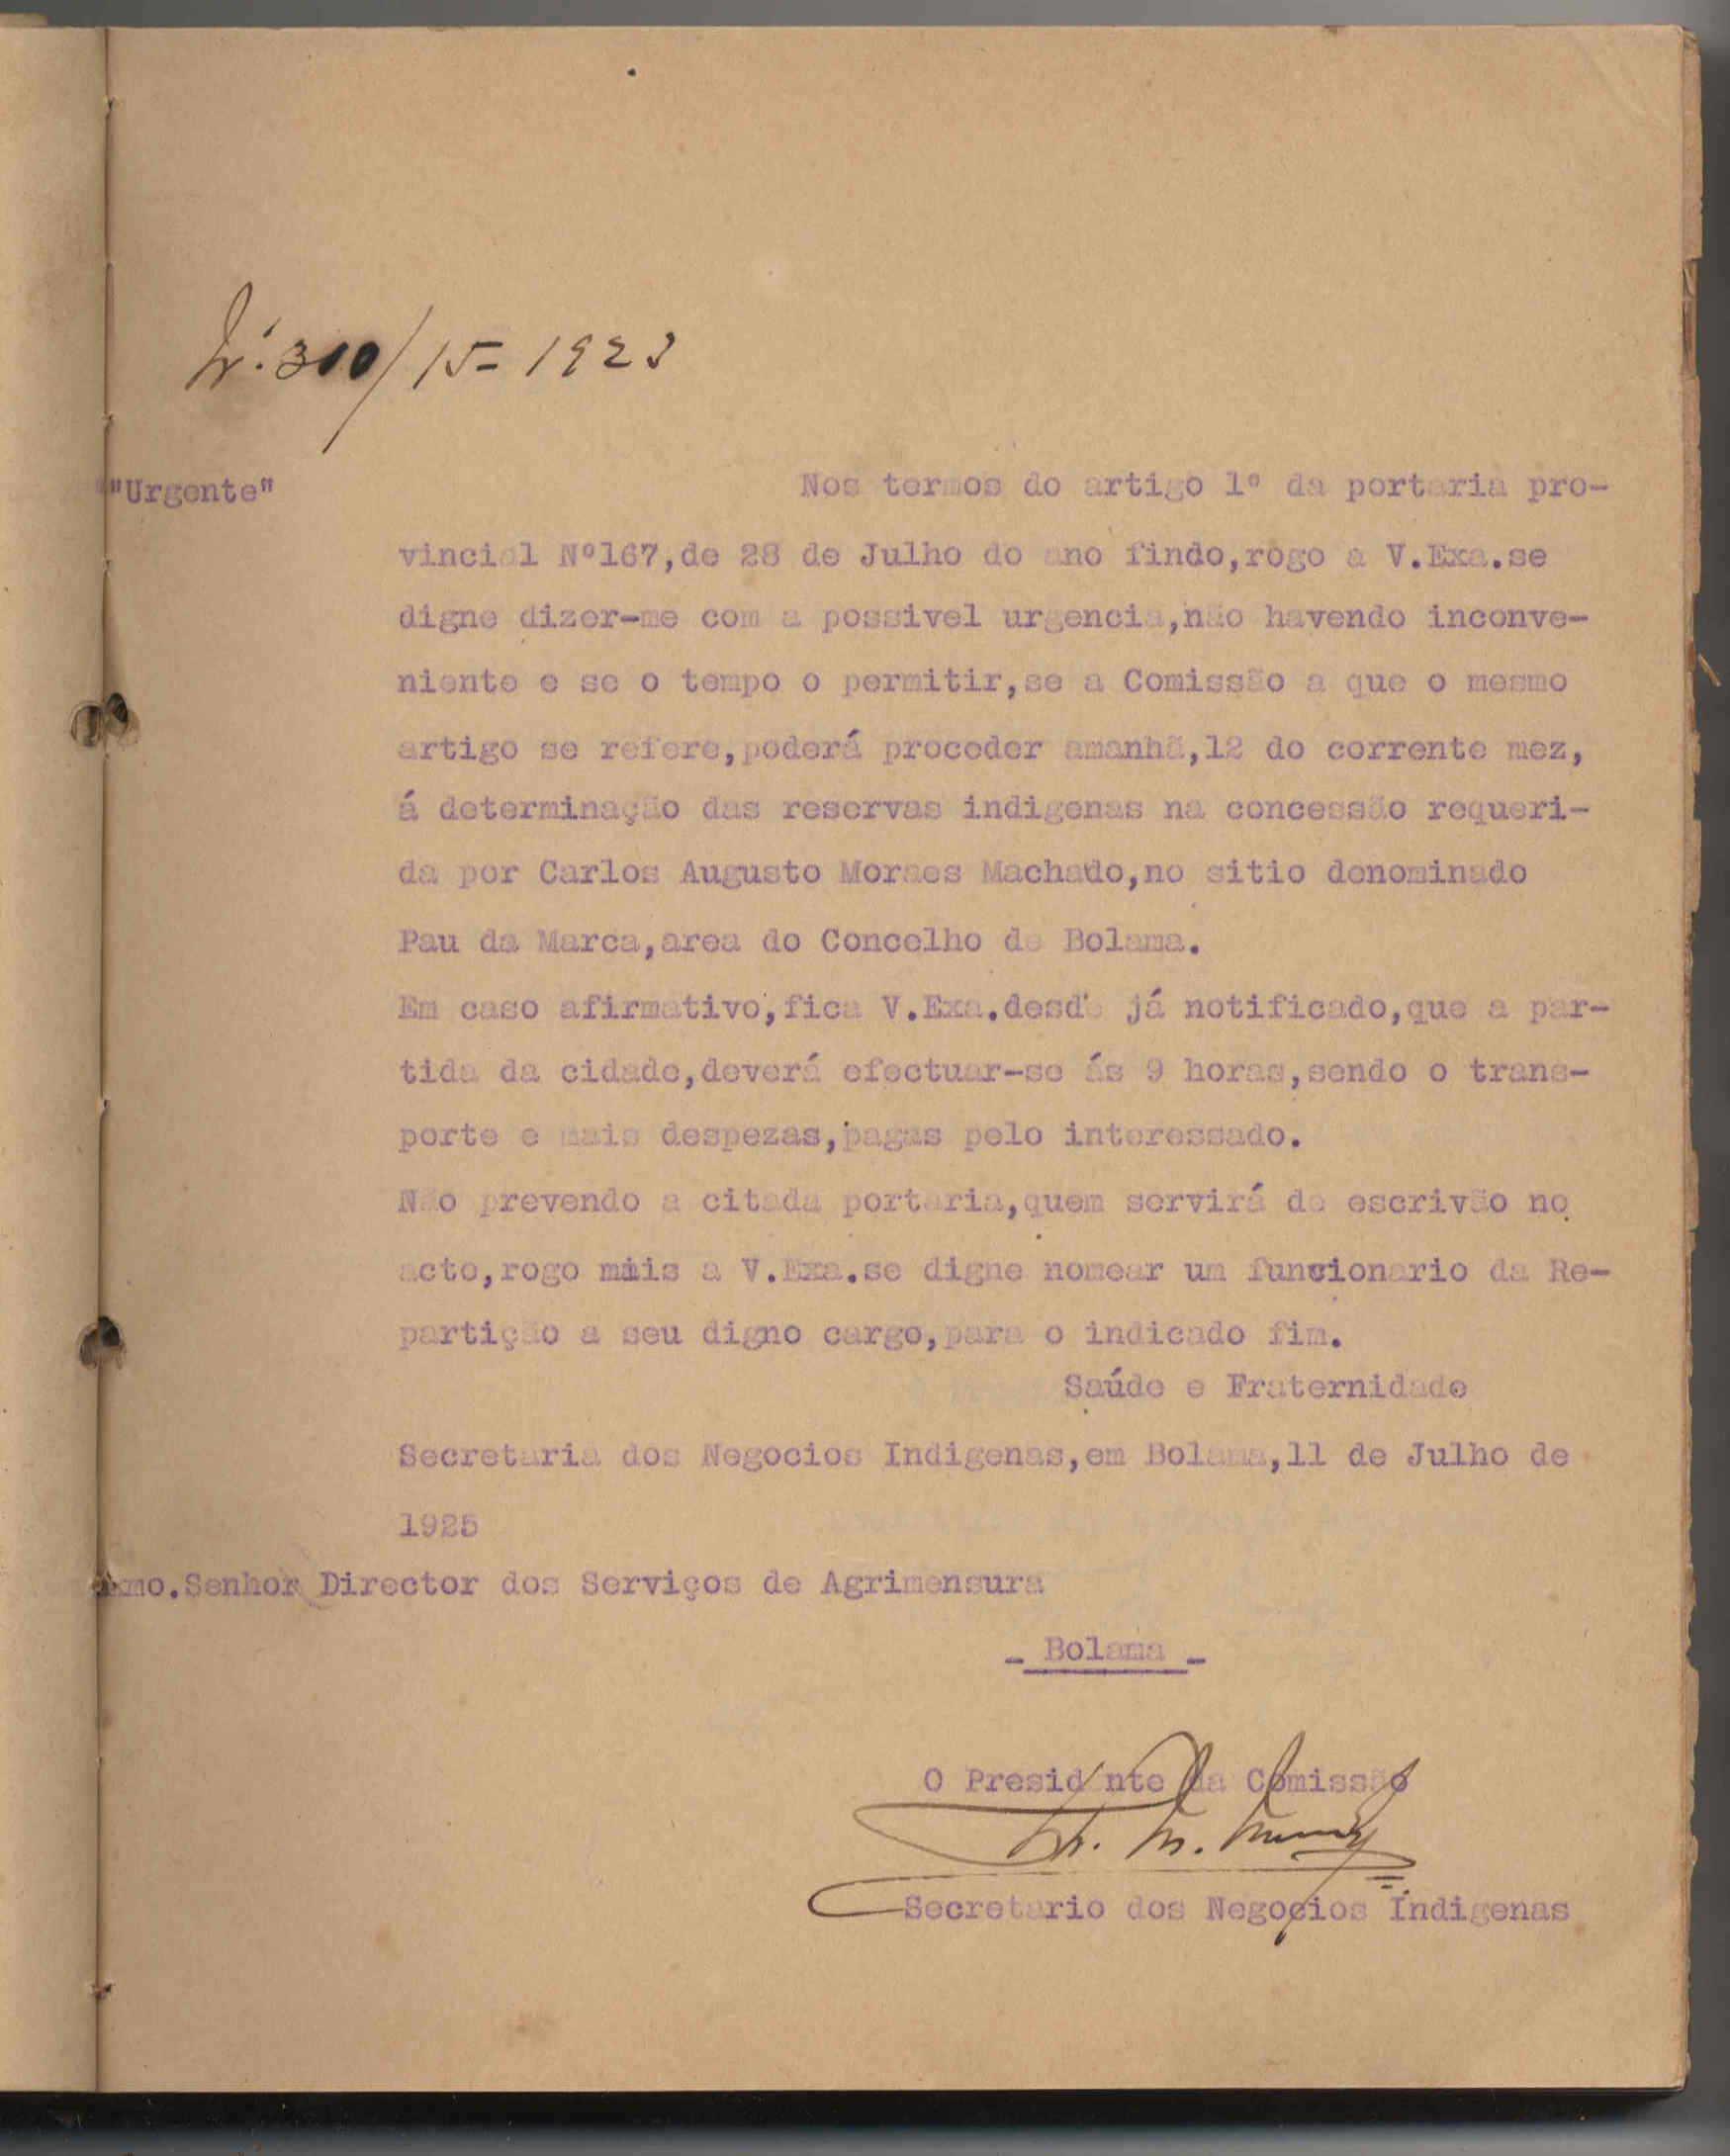 Nº. 310/15-1923
"Urgente"
Nos termos do artigo 1º da portaria pro-
vincial Nº167,de 28 de Julho do ano findo,rogo a V.Exa.se
digne dizer-me com a possivel urgencia,não havendo inconve-
niente e se o tempo o permitir,se a Comissão a que o mesmo
artigo se refere,poderá proceder amanhã,12 do corrente mez,
á determinação das reservas indigenas na concessão requeri-
da por Carlos Augusto Moraes Machado,no sitio denominado
Pau da Marca,area do Concelho de Bolama.
Em caso afirmativo,fica V.Exa.desde já notificado,que a par-
tida da cidade,deverá efectuar-se ás 9 horas,sendo o trans-
porte e mais despezas,pagas pelo interessado.
Não prevendo a citada portaria,quem servirá de escrivão no
acto,rogo mais a V.Exa.se digne nomear um funcionario da Re-
partição a seu digno cargo,para o indicado fim.
Saúde e Fraternidade
Secretaria dos Negocios Indigenas,em Bolama,11 de Julho de
1925
Exmo.Senhor Director dos Serviços de Agrimensura
- Bolama -
O Presidente da Comissão
Secretario dos Negocios Indigenas